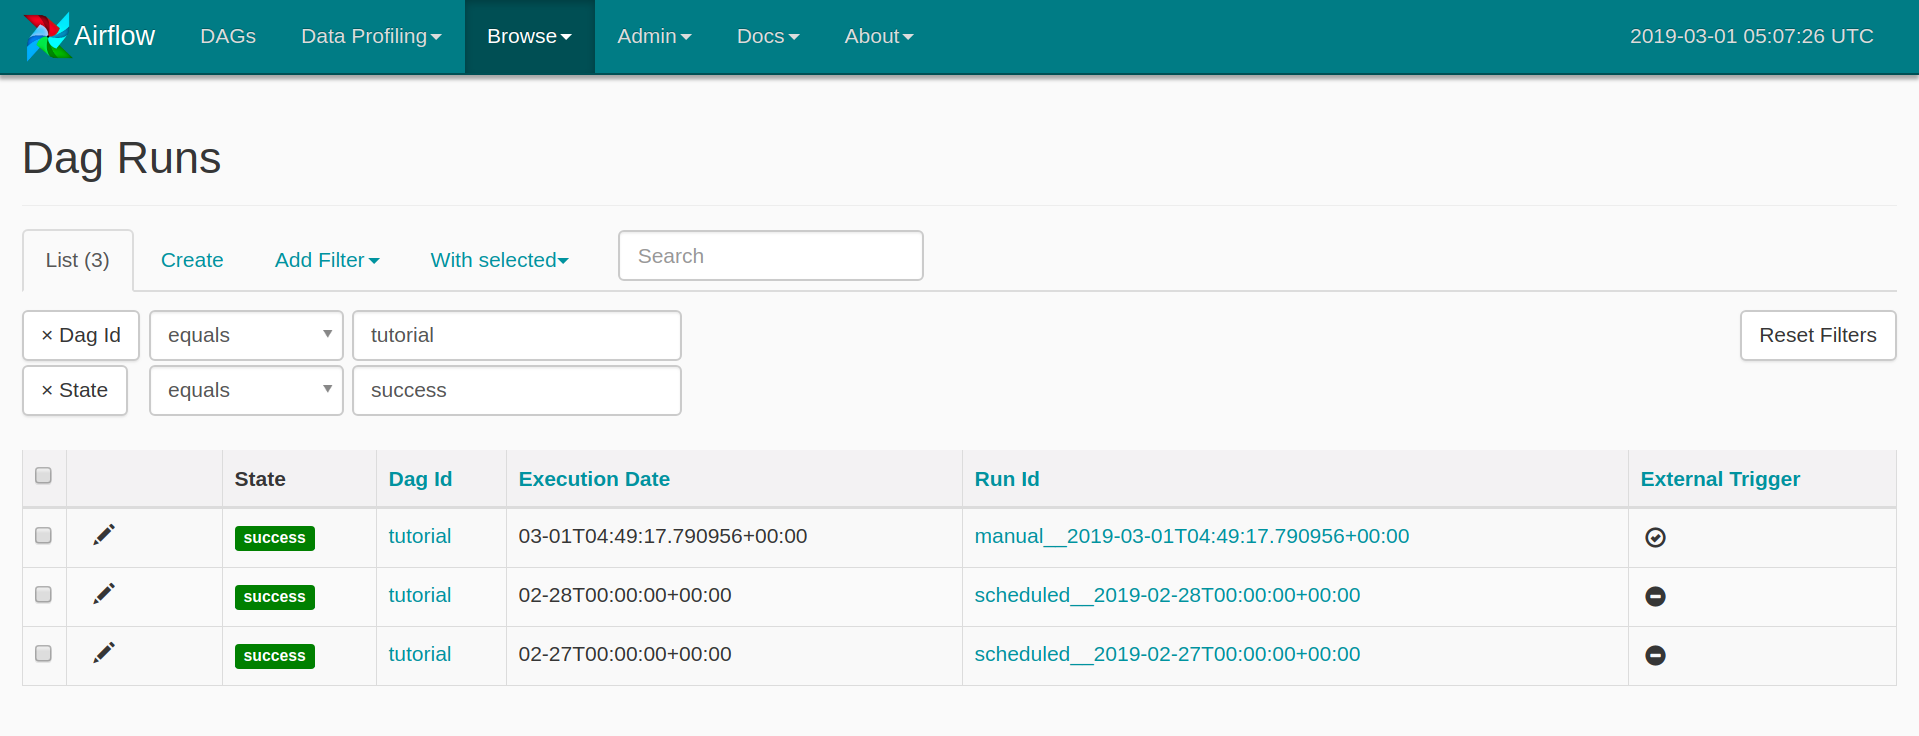 Airflow DAGs Data Profiling Browse Admin Docs About 2019-03-01 05:07:26 UTC
Dag Runs
List (3) Create Add Filter With selected Search
× Dag Id equals tutorial Reset Filters
× State equals success
State Dag Id Execution Date Run Id External Trigger
success tutorial 03-01T04:49:17.790956+00:00 manual__2019-03-01T04:49:17.790956+00:00
success tutorial 02-28T00:00:00+00:00 scheduled__2019-02-28T00:00:00+00:00
success tutorial 02-27T00:00:00+00:00 scheduled__2019-02-27T00:00:00+00:00